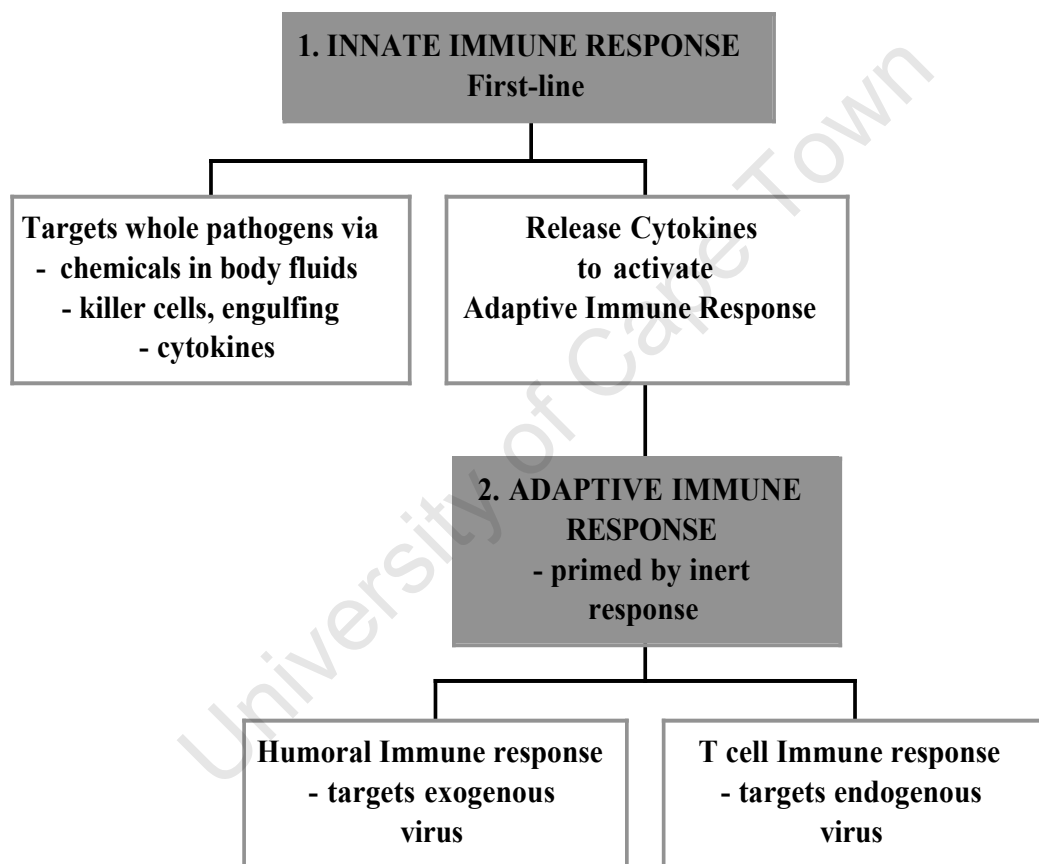 1. INNATE IMMUNE RESPONSE
First-line
Targets whole pathogens via
- chemicals in body fluids
- killer cells, engulfing
- cytokines
Release Cytokines
to activate
Adaptive Immune Response
2. ADAPTIVE IMMUNE
RESPONSE
- primed by inert
response
Humoral Immune response
- targets exogenous
virus
T cell Immune response
- targets endogenous
virus
University of Cape Town